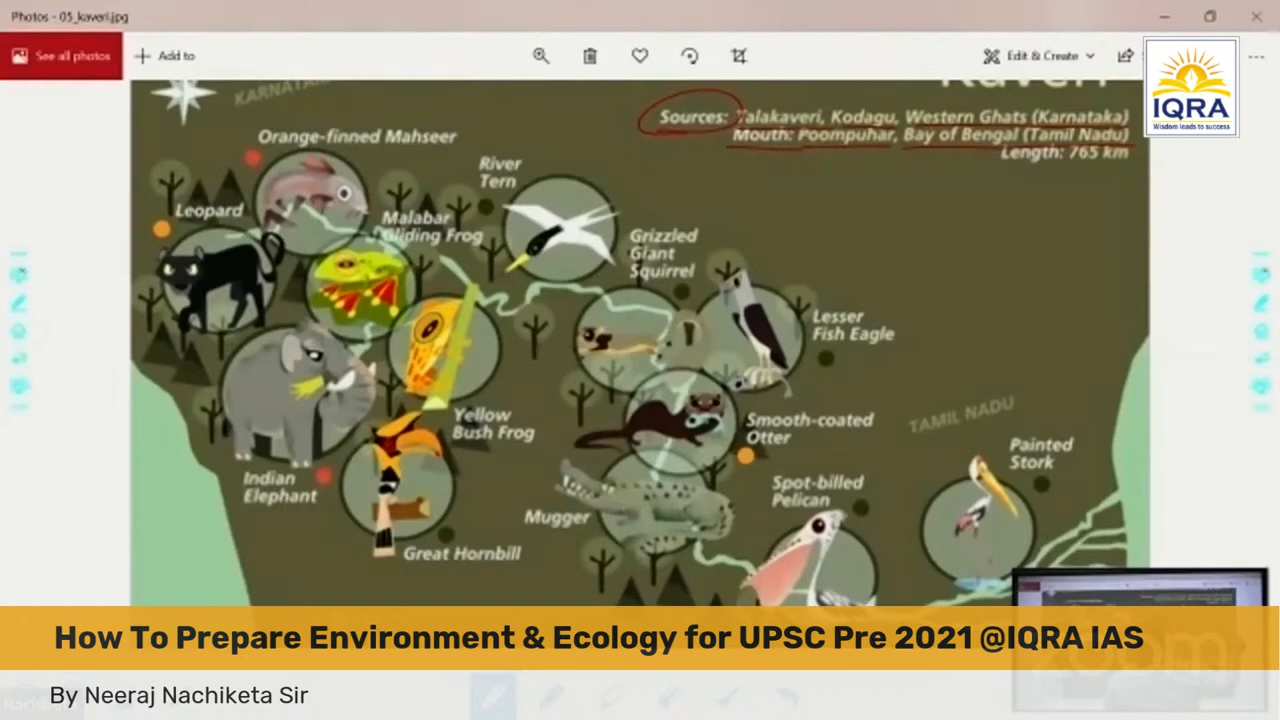 Photos - 05_kaveri.jpg
See all photos
Add to
Edit & Create
IQRA
Wisdom leads to success
KARNATAKA
Kaveri
Sources: Talakaveri, Kodagu, Western Ghats (Karnataka)
Mouth: Poompuhar, Bay of Bengal (Tamil Nadu)
Length: 765 km
Orange-finned Mahseer
River
Tern
Leopard
Malabar
Gliding Frog
Grizzled
Giant
Squirrel
Lesser
Fish Eagle
Yellow
Bush Frog
Smooth-coated
Otter
TAMIL NADU
Painted
Stork
Indian
Elephant
Spot-billed
Pelican
Mugger
Great Hornbill
How To Prepare Environment & Ecology for UPSC Pre 2021 @IQRA IAS
By Neeraj Nachiketa Sir
zoom